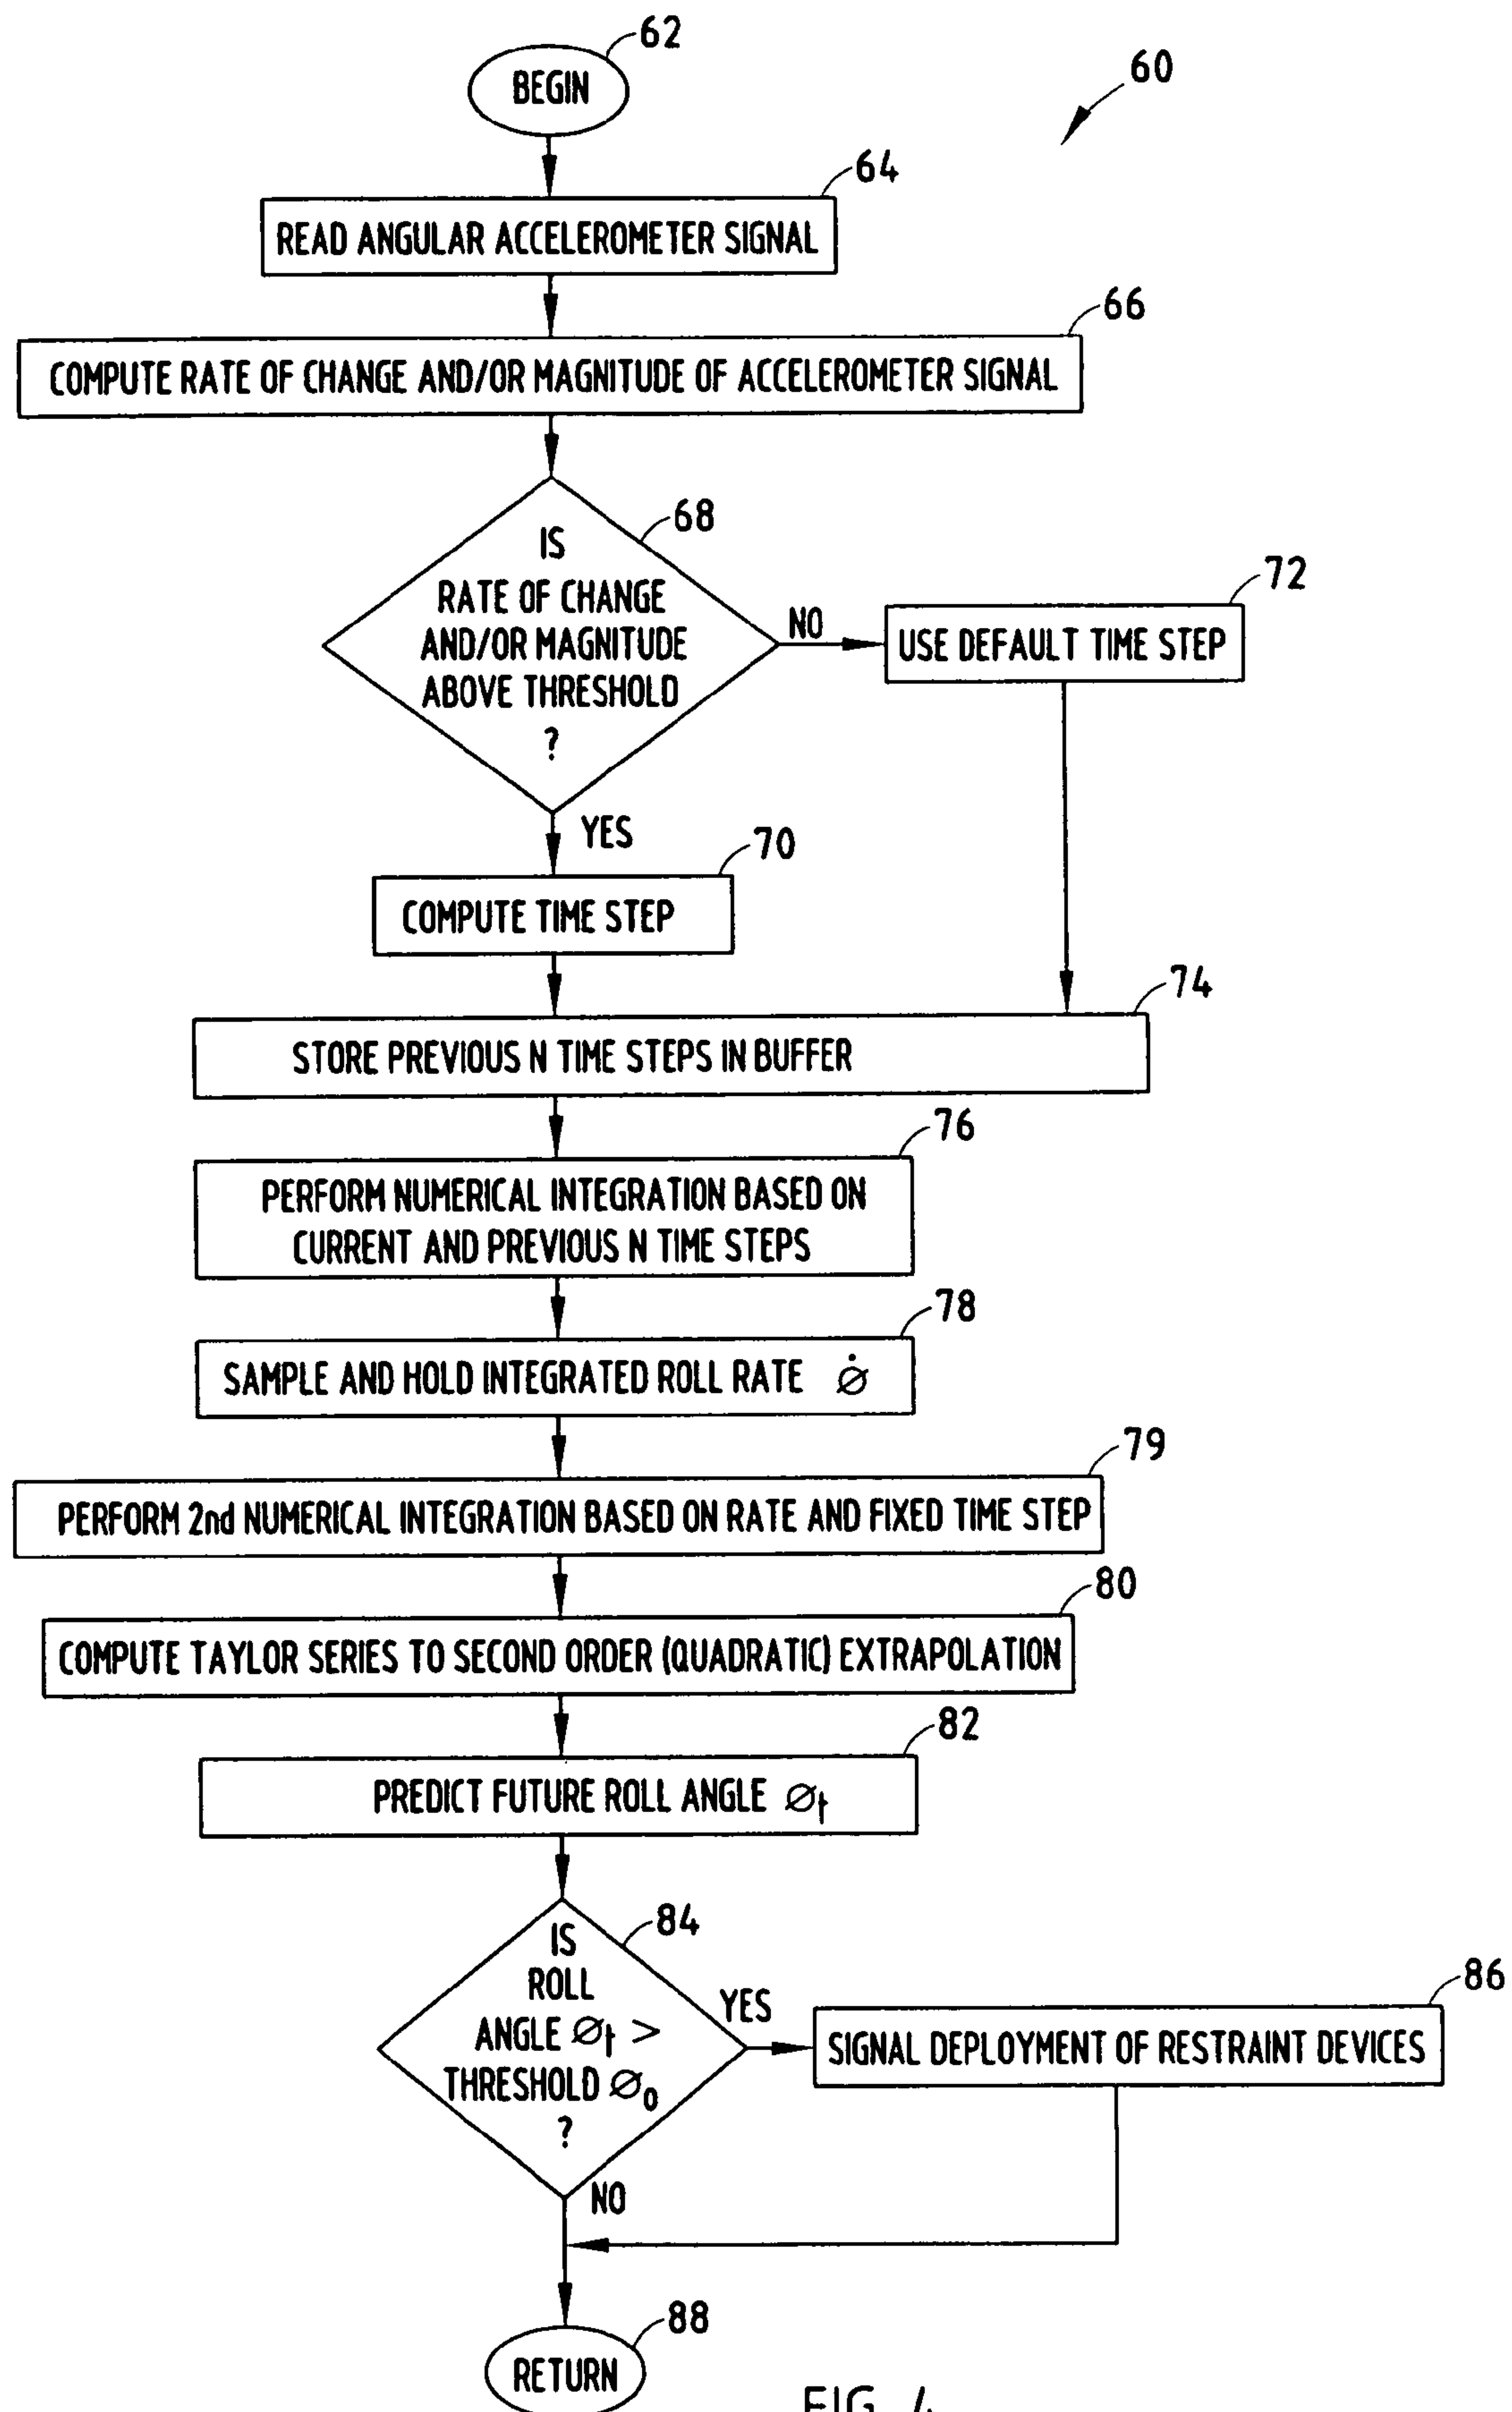 62
BEGIN
60
64
READ ANGULAR ACCELEROMETER SIGNAL
66
COMPUTE RATE OF CHANGE AND/OR MAGNITUDE OF ACCELEROMETER SIGNAL
68
IS
RATE OF CHANGE
AND/OR MAGNITUDE
ABOVE THRESHOLD
?
NO
72
USE DEFAULT TIME STEP
YES
70
COMPUTE TIME STEP
74
STORE PREVIOUS N TIME STEPS IN BUFFER
76
PERFORM NUMERICAL INTEGRATION BASED ON
CURRENT AND PREVIOUS N TIME STEPS
78
SAMPLE AND HOLD INTEGRATED ROLL RATE ∅̇
79
PERFORM 2nd NUMERICAL INTEGRATION BASED ON RATE AND FIXED TIME STEP
80
COMPUTE TAYLOR SERIES TO SECOND ORDER (QUADRATIC) EXTRAPOLATION
82
PREDICT FUTURE ROLL ANGLE ∅t
84
IS
ROLL
ANGLE ∅t >
THRESHOLD ∅0
?
YES
86
SIGNAL DEPLOYMENT OF RESTRAINT DEVICES
NO
88
RETURN
FIG. 4